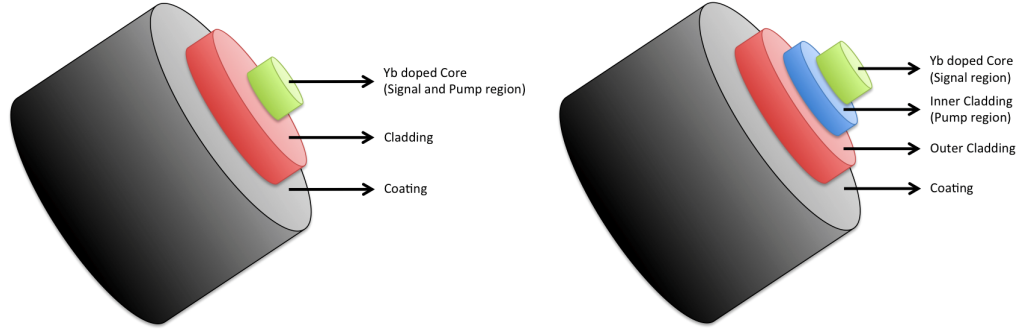 Yb doped Core
(Signal and Pump region)
Cladding
Coating
Yb doped Core
(Signal region)
Inner Cladding
(Pump region)
Outer Cladding
Coating